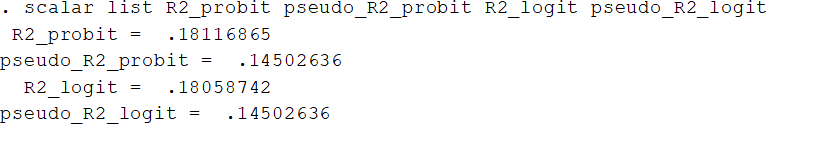 . scalar list R2_probit pseudo_R2_probit R2_logit pseudo_R2_logit
R2_probit = .18116865
pseudo_R2_probit = .14502636
R2_logit = .18058742
pseudo_R2_logit = .14502636